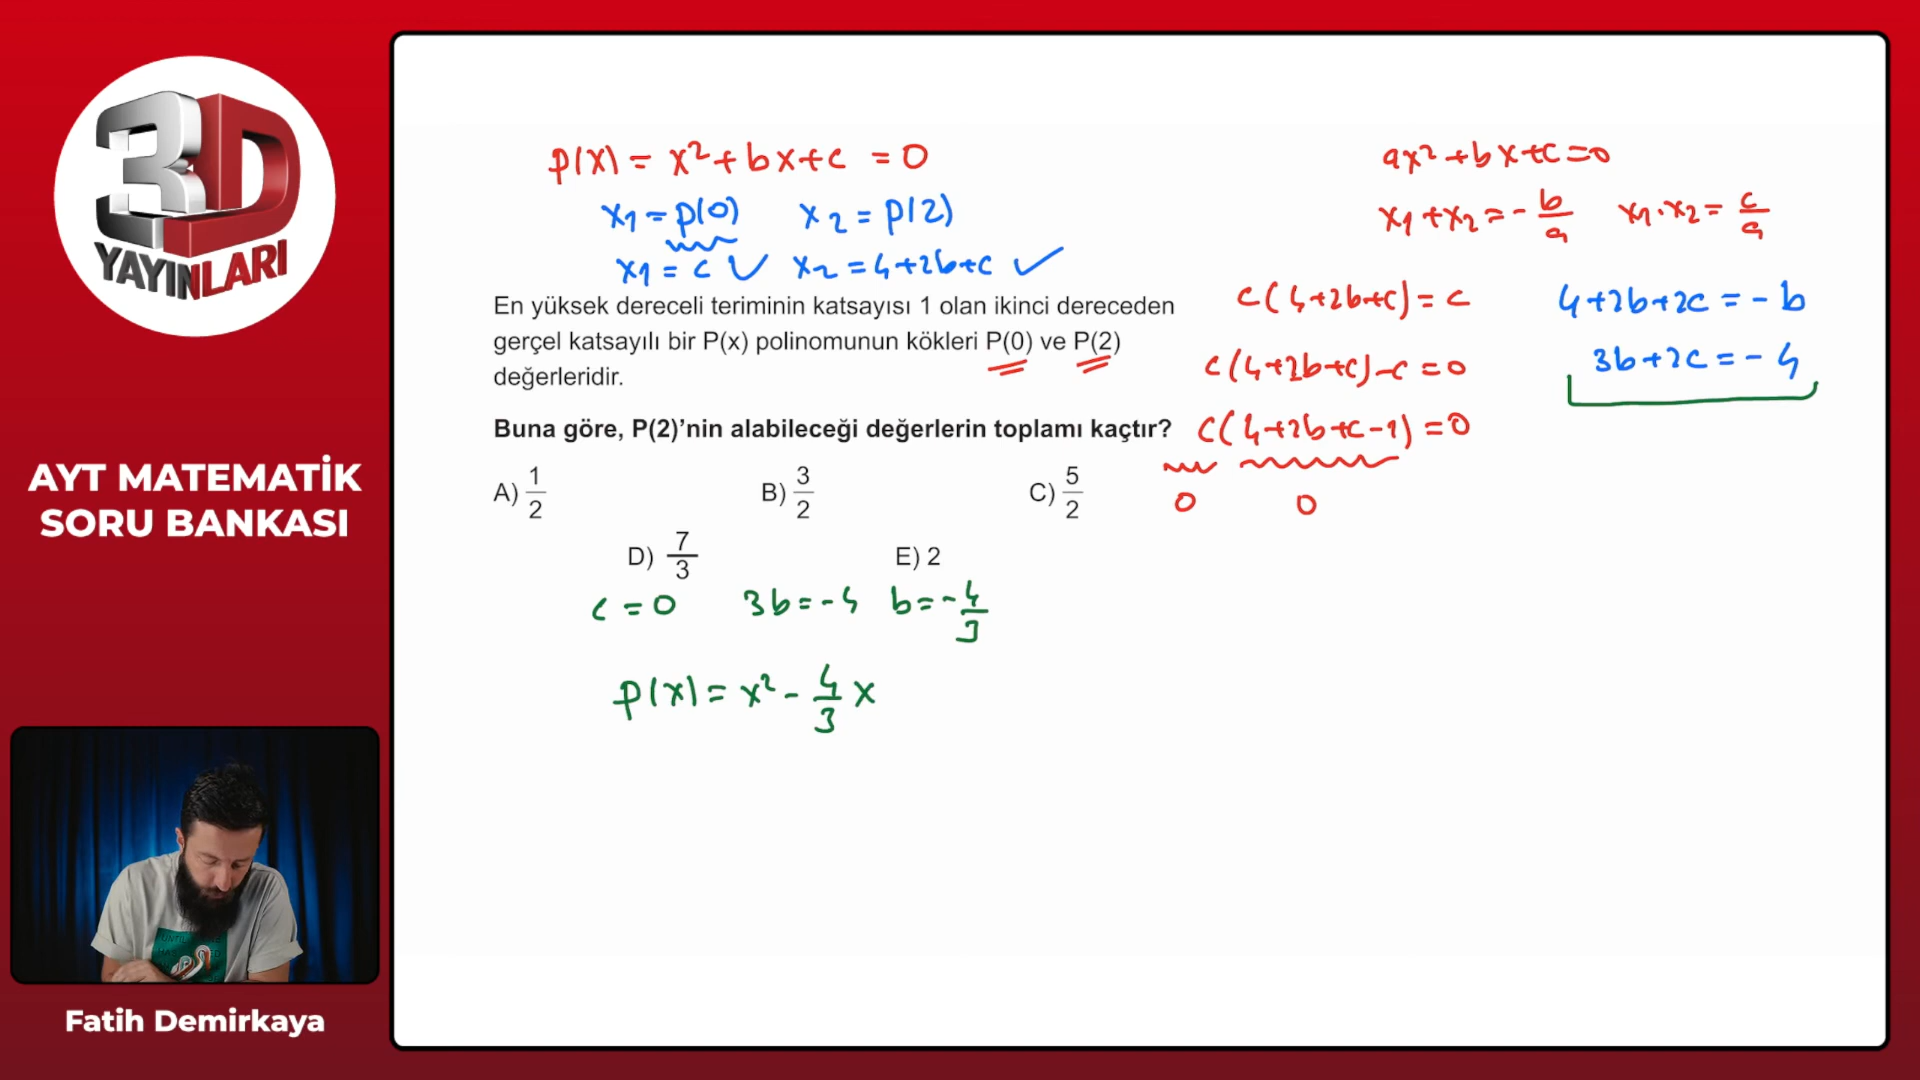 3D
YAYINLARI
AYT MATEMATİK
SORU BANKASI
Fatih Demirkaya
P(x) = x² + bx + c = 0
x₁ = P(0) x₂ = P(2)
x₁ = c ✓ x₂ = 4+2b+c ✓
En yüksek dereceli teriminin katsayısı 1 olan ikinci dereceden
gerçel katsayılı bir P(x) polinomunun kökleri P(0) ve P(2)
değerleridir.
Buna göre, P(2)'nin alabileceği değerlerin toplamı kaçtır?
A) 1/2 B) 3/2 C) 5/2
D) 7/3 E) 2
c = 0 3b = -4 b = -4/3
P(x) = x² - 4/3 x
ax² + bx + c = 0
x₁ + x₂ = -b/a x₁ . x₂ = c/a
c(4+2b+c) = c
c(4+2b+c) - c = 0
c(4+2b+c-1) = 0
0 0
4+2b+2c = -b
3b+2c = -4